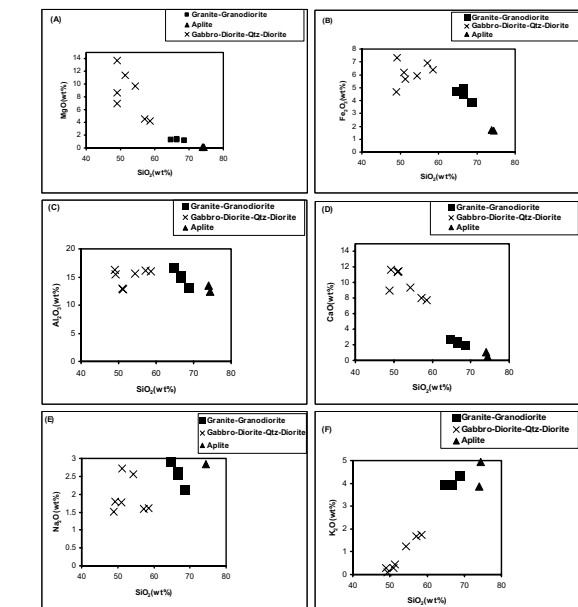 (A)
Granite-Granodiorite
Gabbro-Diorite-Qtz-Diorite
Aplite
MgO(wt%)
16
14
12
10
8
6
4
2
0
40 50 60 70 80
SiO2(wt%)
(B)
Granite-Granodiorite
Gabbro-Diorite-Qtz-Diorite
Aplite
Fe2O3(wt%)
8
7
6
5
4
3
2
1
0
40 50 60 70 80
SiO2(wt%)
(C)
Granite-Granodiorite
Gabbro-Diorite-Qtz-Diorite
Aplite
Al2O3(wt%)
20
15
10
5
0
40 50 60 70 80
SiO2(wt%)
(D)
Granite-Granodiorite
Gabbro-Diorite-Qtz-Diorite
Aplite
CaO(wt%)
14
12
10
8
6
4
2
0
40 50 60 70 80
SiO2(wt%)
(E)
Granite-Granodiorite
Gabbro-Diorite-Qtz-Diorite
Aplite
Na2O(wt%)
3
2.5
2
1.5
1
0.5
0
40 50 60 70 80
SiO2(wt%)
(F)
Granite-Granodiorite
Gabbro-Diorite-Qtz-Diorite
Aplite
K2O(wt%)
5
4
3
2
1
0
40 50 60 70 80
SiO2(wt%)